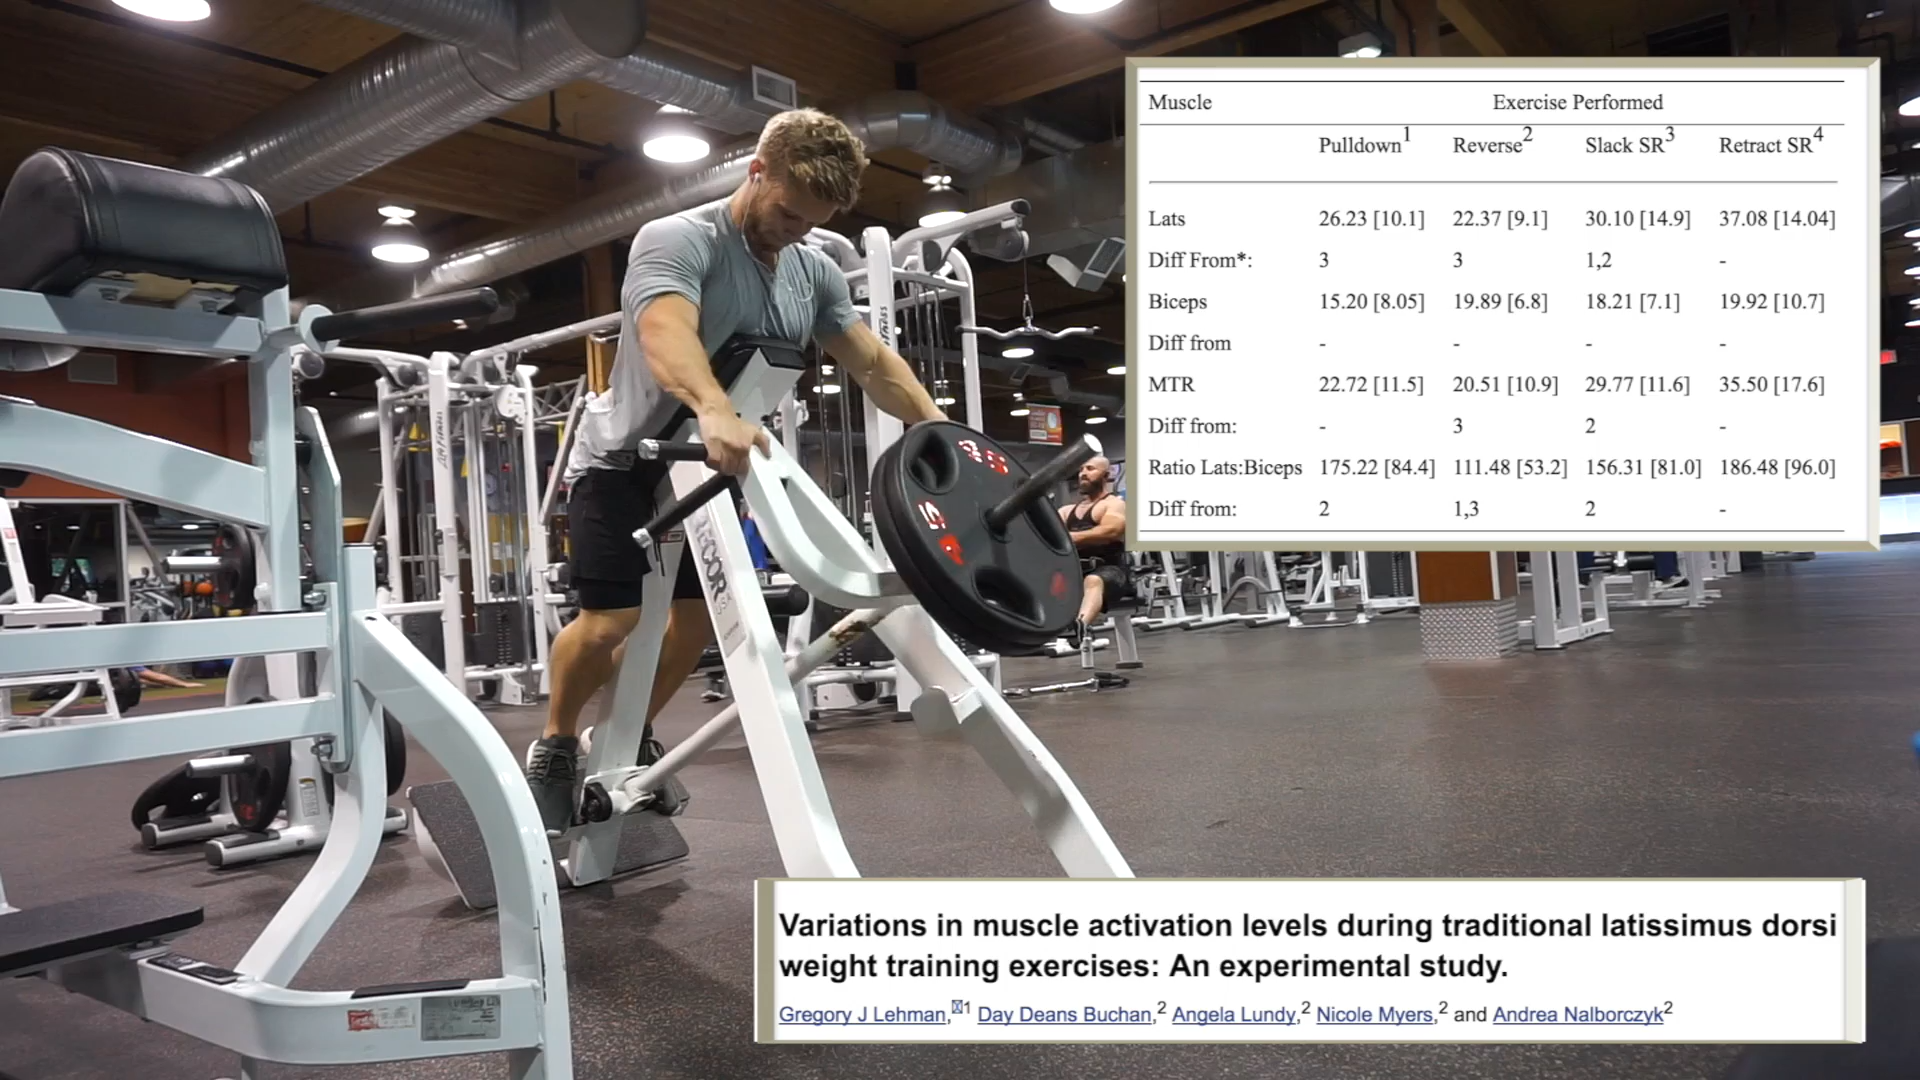 Muscle Exercise Performed
Pulldown1 Reverse2 Slack SR3 Retract SR4
Lats 26.23 [10.1] 22.37 [9.1] 30.10 [14.9] 37.08 [14.04]
Diff From*: 3 3 1,2 -
Biceps 15.20 [8.05] 19.89 [6.8] 18.21 [7.1] 19.92 [10.7]
Diff from - - - -
MTR 22.72 [11.5] 20.51 [10.9] 29.77 [11.6] 35.50 [17.6]
Diff from: - 3 2 -
Ratio Lats:Biceps 175.22 [84.4] 111.48 [53.2] 156.31 [81.0] 186.48 [96.0]
Diff from: 2 1,3 2 -
Variations in muscle activation levels during traditional latissimus dorsi
weight training exercises: An experimental study.
Gregory J Lehman,1 Day Deans Buchan,2 Angela Lundy,2 Nicole Myers,2 and Andrea Nalborczyk2